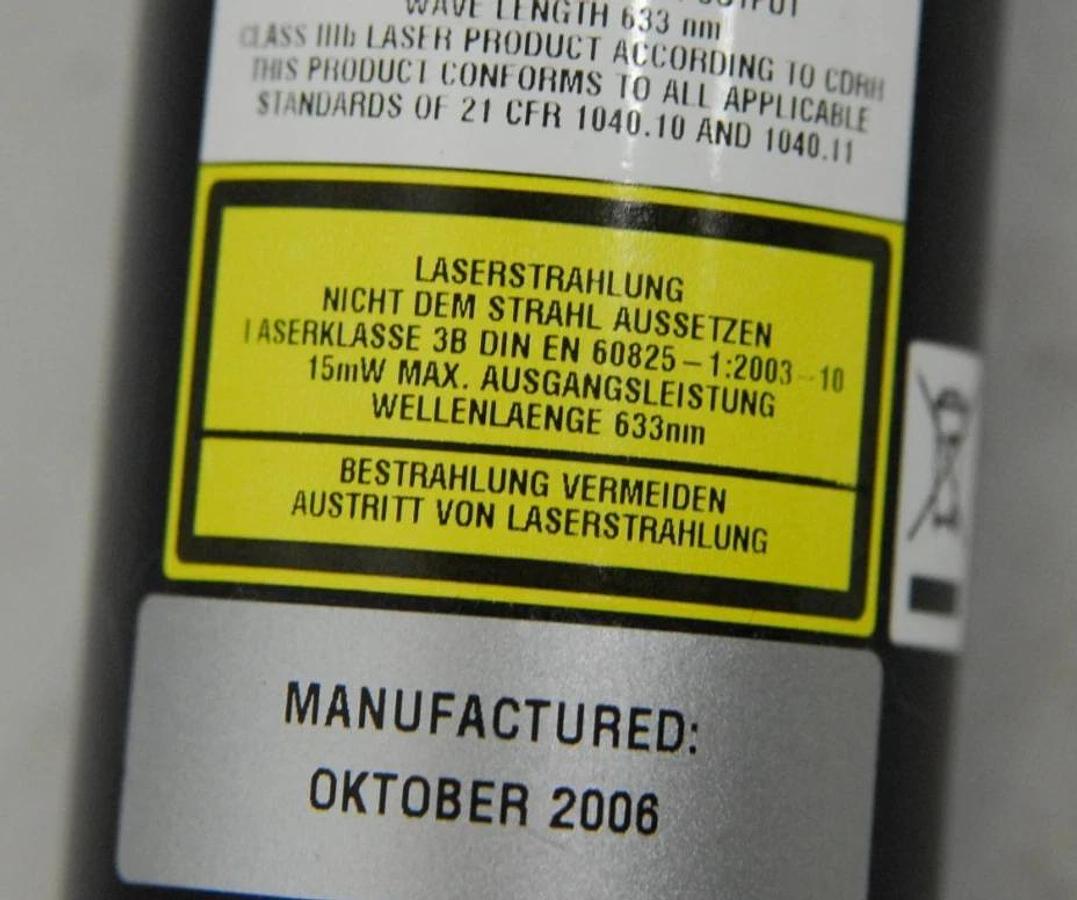 OUTPUT
WAVE LENGTH 633 nm
CLASS IIIb LASER PRODUCT ACCORDING TO CDRH
THIS PRODUCT CONFORMS TO ALL APPLICABLE
STANDARDS OF 21 CFR 1040.10 AND 1040.11
LASERSTRAHLUNG
NICHT DEM STRAHL AUSSETZEN
LASERKLASSE 3B DIN EN 60825-1:2003-10
15mW MAX. AUSGANGSLEISTUNG
WELLENLAENGE 633nm
BESTRAHLUNG VERMEIDEN
AUSTRITT VON LASERSTRAHLUNG
MANUFACTURED:
OKTOBER 2006